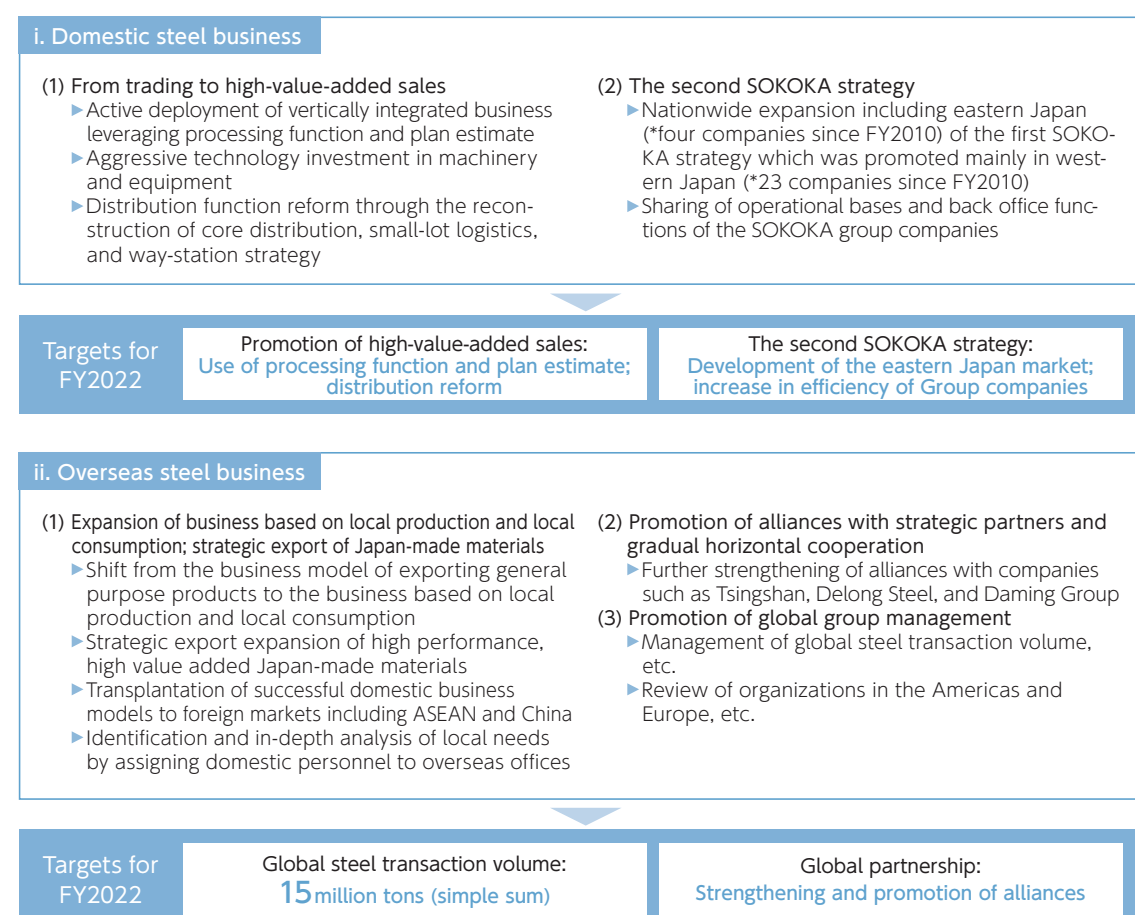 i. Domestic steel business
(1) From trading to high-value-added sales
▶Active deployment of vertically integrated business
leveraging processing function and plan estimate
▶Aggressive technology investment in machinery
and equipment
▶Distribution function reform through the recon-
struction of core distribution, small-lot logistics,
and way-station strategy
(2) The second SOKOKA strategy
▶Nationwide expansion including eastern Japan
(*four companies since FY2010) of the first SOKO-
KA strategy which was promoted mainly in west-
ern Japan (*23 companies since FY2010)
▶Sharing of operational bases and back office func-
tions of the SOKOKA group companies
Targets for
FY2022
Promotion of high-value-added sales:
Use of processing function and plan estimate;
distribution reform
The second SOKOKA strategy:
Development of the eastern Japan market;
increase in efficiency of Group companies
ii. Overseas steel business
(1) Expansion of business based on local production and local
consumption; strategic export of Japan-made materials
▶Shift from the business model of exporting general
purpose products to the business based on local
production and local consumption
▶Strategic export expansion of high performance,
high value added Japan-made materials
▶Transplantation of successful domestic business
models to foreign markets including ASEAN and China
▶Identification and in-depth analysis of local needs
by assigning domestic personnel to overseas offices
(2) Promotion of alliances with strategic partners and
gradual horizontal cooperation
▶Further strengthening of alliances with companies
such as Tsingshan, Delong Steel, and Daming Group
(3) Promotion of global group management
▶Management of global steel transaction volume,
etc.
▶Review of organizations in the Americas and
Europe, etc.
Targets for
FY2022
Global steel transaction volume:
15 million tons (simple sum)
Global partnership:
Strengthening and promotion of alliances